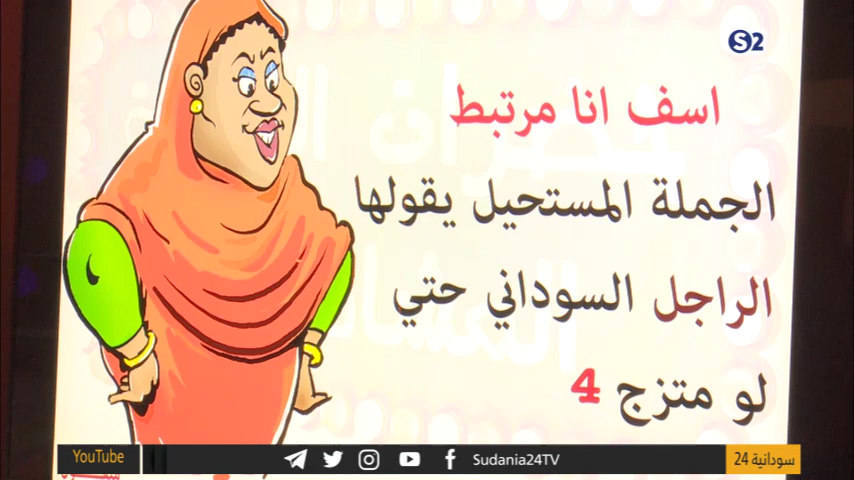 S2
اسف انا مرتبط
الجملة المستحيل يقولها
الراجل السوداني حتي
لو متزج 4
YouTube
Sudania24TV
سودانية 24